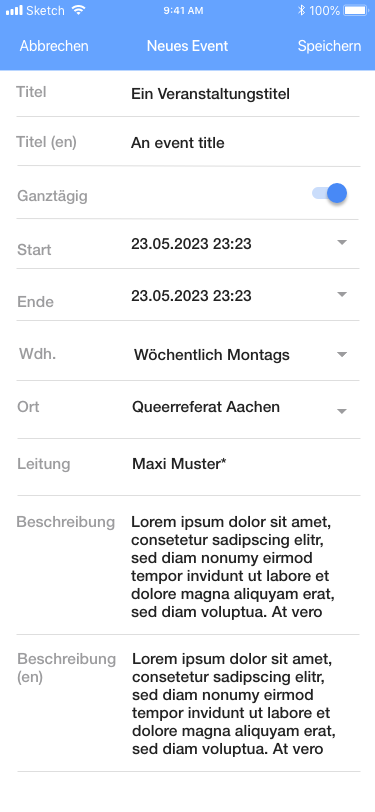 Sketch 9:41 AM 100%
Abbrechen Neues Event Speichern
Titel Ein Veranstaltungstitel
Titel (en) An event title
Ganztägig
Start 23.05.2023 23:23
Ende 23.05.2023 23:23
Wdh. Wöchentlich Montags
Ort Queerreferat Aachen
Leitung Maxi Muster*
Beschreibung Lorem ipsum dolor sit amet,
consetetur sadipscing elitr,
sed diam nonumy eirmod
tempor invidunt ut labore et
dolore magna aliquyam erat,
sed diam voluptua. At vero
Beschreibung Lorem ipsum dolor sit amet,
(en) consetetur sadipscing elitr,
sed diam nonumy eirmod
tempor invidunt ut labore et
dolore magna aliquyam erat,
sed diam voluptua. At vero